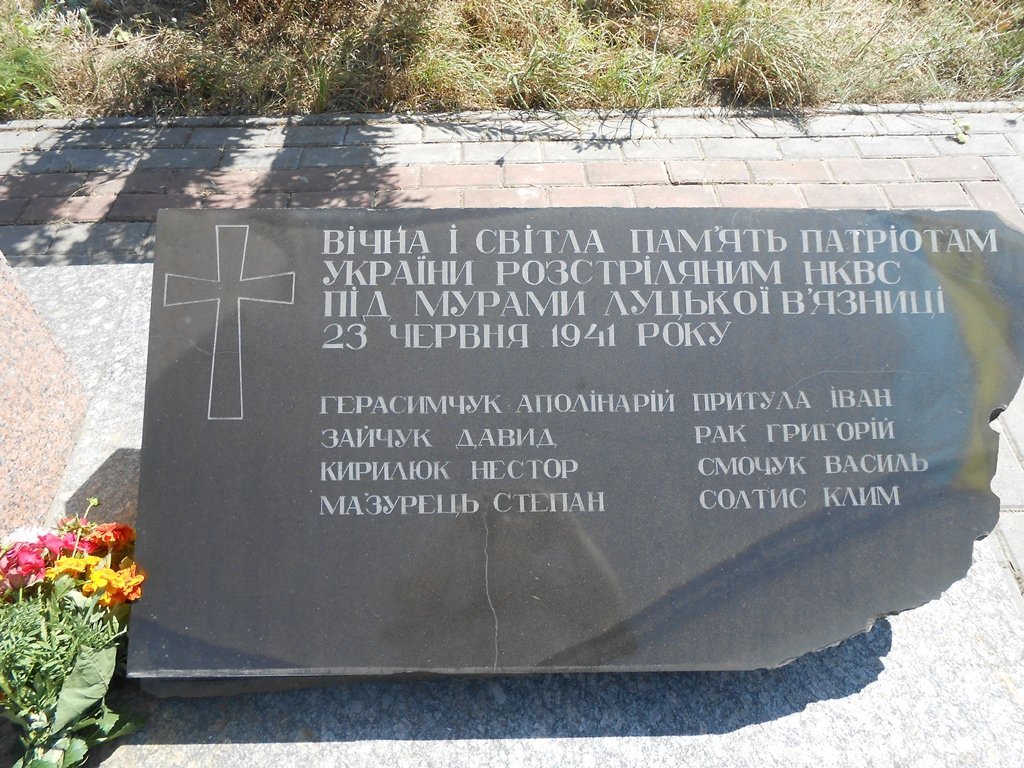 ВІЧНА І СВІТЛА ПАМ'ЯТЬ ПАТРІОТАМ
УКРАЇНИ РОЗСТРІЛЯНИМ НКВС
ПІД МУРАМИ ЛУЦЬКОЇ В'ЯЗНИЦІ
23 ЧЕРВНЯ 1941 РОКУ
ГЕРАСИМЧУК АПОЛІНАРІЙ ПРИТУЛА ІВАН
ЗАЙЧУК ДАВИД РАК ГРИГОРІЙ
КИРИЛЮК НЕСТОР СМОЧУК ВАСИЛЬ
МАЗУРЕЦЬ СТЕПАН СОЛТИС КЛИМ